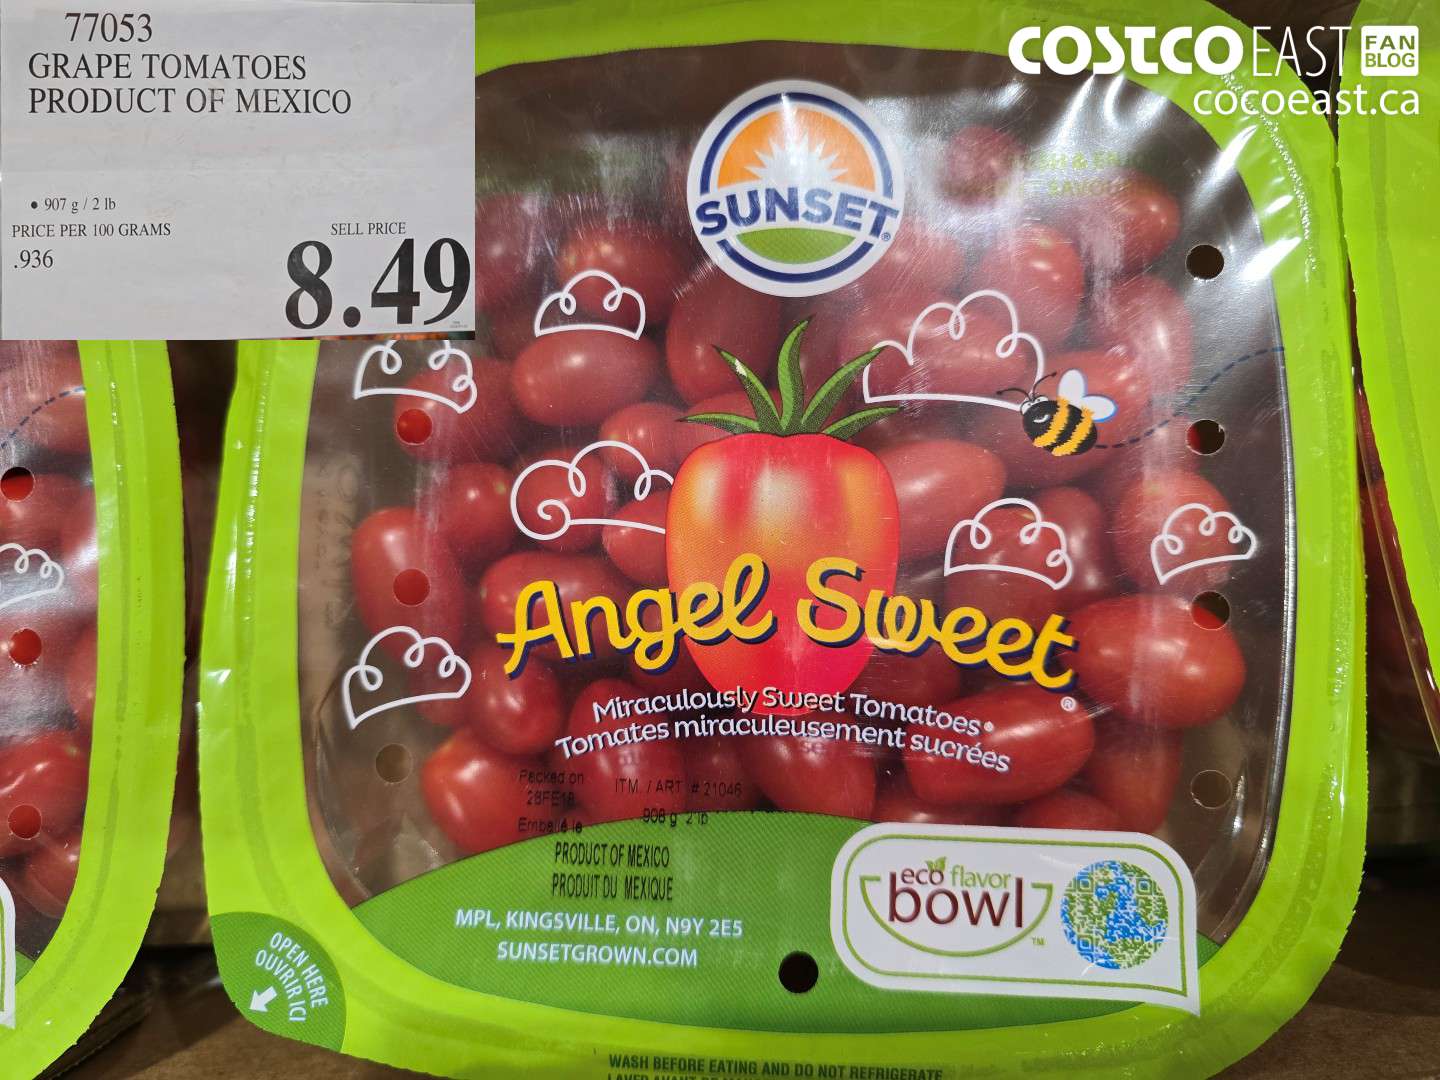 77053
GRAPE TOMATOES
PRODUCT OF MEXICO
• 907 g / 2 lb
PRICE PER 100 GRAMS
.936
SELL PRICE
8.49
COSTCO EAST FAN BLOG
cocoeast.ca
SUNSET®
Angel Sweet®
Miraculously Sweet Tomatoes®
Tomates miraculeusement sucrées
Packed on
28FE18
Emballé le
ITM. / ART # 21046
908 g 2 lb
PRODUCT OF MEXICO
PRODUIT DU MEXIQUE
MPL, KINGSVILLE, ON, N9Y 2E5
SUNSETGROWN.COM
eco flavor
bowl™
OPEN HERE
OUVRIR ICI
WASH BEFORE EATING AND DO NOT REFRIGERATE